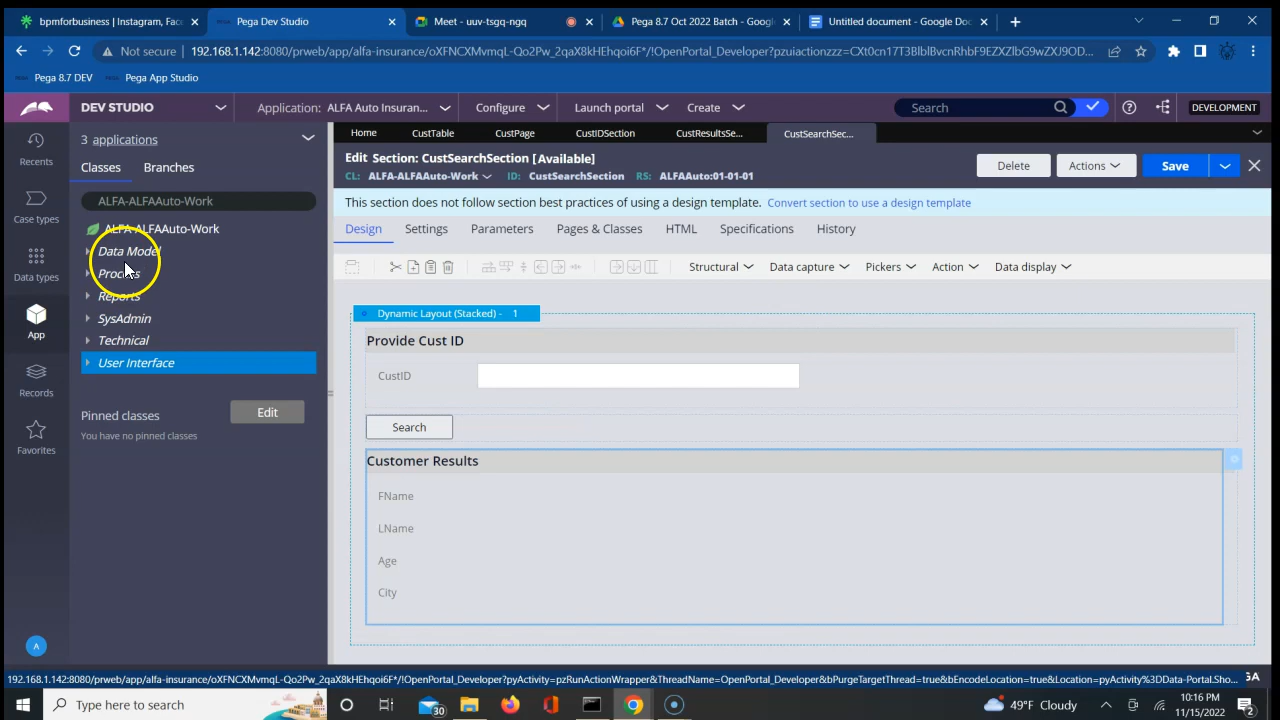 bpmforbusiness | Instagram, Fac
Pega Dev Studio
Meet - uuv-tsgq-ngq
Pega 8.7 Oct 2022 Batch - Googl
Untitled document - Google Do
Not secure
192.168.1.142:8080/prweb/app/alfa-insurance/oXFNCXMvmqL-Qo2Pw_2qaX8kHEhqoi6F*/!OpenPortal_Developer?pzuiactionzzz=CXt0cn17T3BlblBvcnRhbF9EZXZlbG9wZXJ9OD...
Pega 8.7 DEV
Pega App Studio
DEV STUDIO
Application: ALFA Auto Insuran...
Configure
Launch portal
Create
Search
DEVELOPMENT
Recents
Case types
Data types
App
Records
Favorites
3 applications
Classes
Branches
ALFA-ALFAAuto-Work
ALFA-ALFAAuto-Work
Data Model
Process
Reports
SysAdmin
Technical
User Interface
Pinned classes
Edit
You have no pinned classes
Home
CustTable
CustPage
CustIDSection
CustResultsSe...
CustSearchSec...
Edit Section: CustSearchSection [Available]
CL: ALFA-ALFAAuto-Work
ID: CustSearchSection
RS: ALFAAuto:01-01-01
Delete
Actions
Save
This section does not follow section best practices of using a design template. Convert section to use a design template
Design
Settings
Parameters
Pages & Classes
HTML
Specifications
History
Structural
Data capture
Pickers
Action
Data display
Dynamic Layout (Stacked) - 1
Provide Cust ID
CustID
Search
Customer Results
FName
LName
Age
City
192.168.1.142:8080/prweb/app/alfa-insurance/oXFNCXMvmqL-Qo2Pw_2qaX8kHEhqoi6F*/!OpenPortal_Developer?pyActivity=pzRunActionWrapper&ThreadName=OpenPortal_Developer&bPurgeTargetThread=true&bEncodeLocation=true&Location=pyActivity%3DData-Portal.Sho...
GA
Type here to search
30
49°F Cloudy
10:16 PM
11/15/2022
2